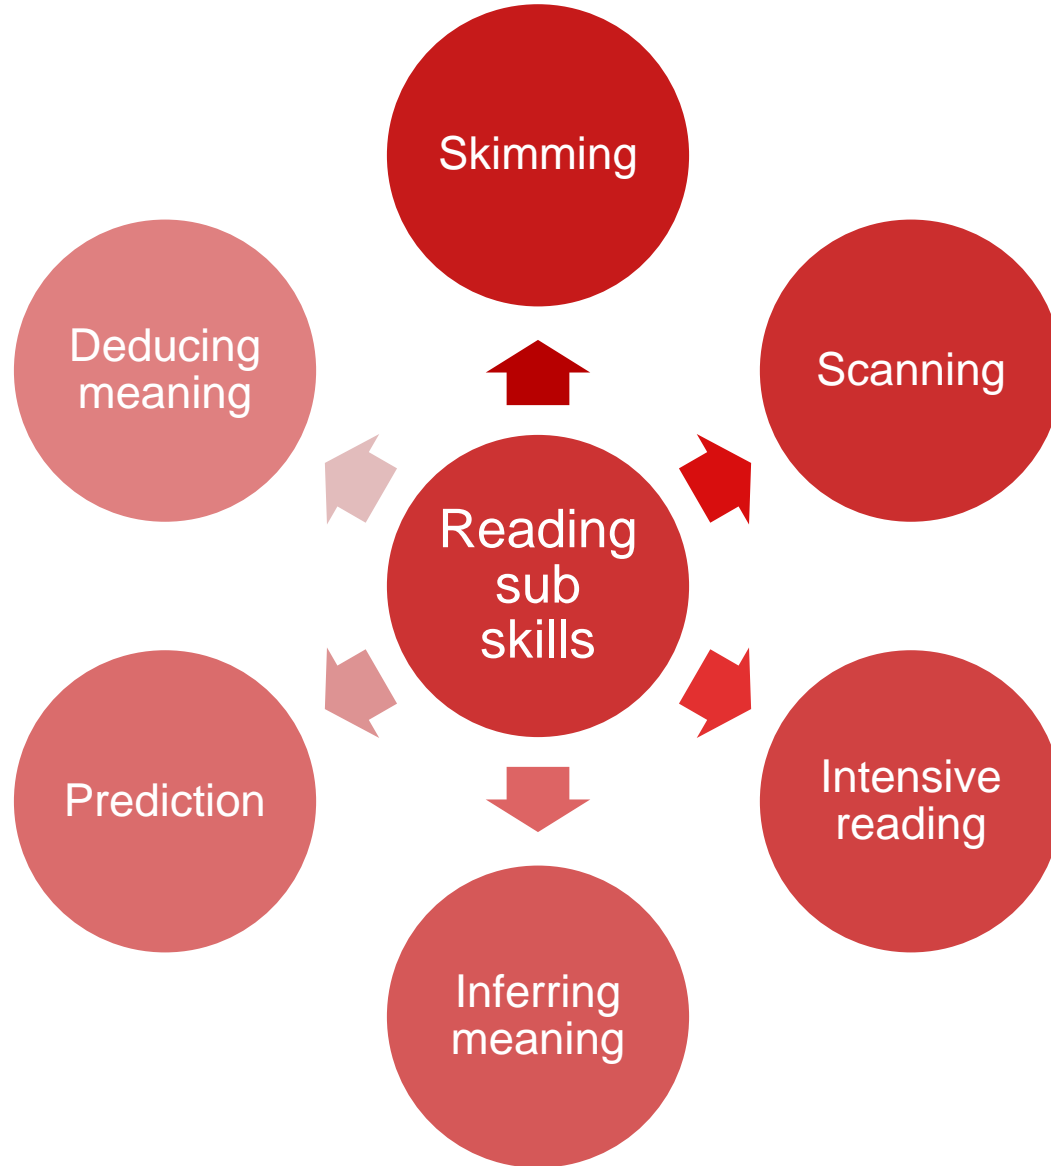 Skimming
Scanning
Deducing
meaning
Reading
sub
skills
Intensive
reading
Prediction
Inferring
meaning